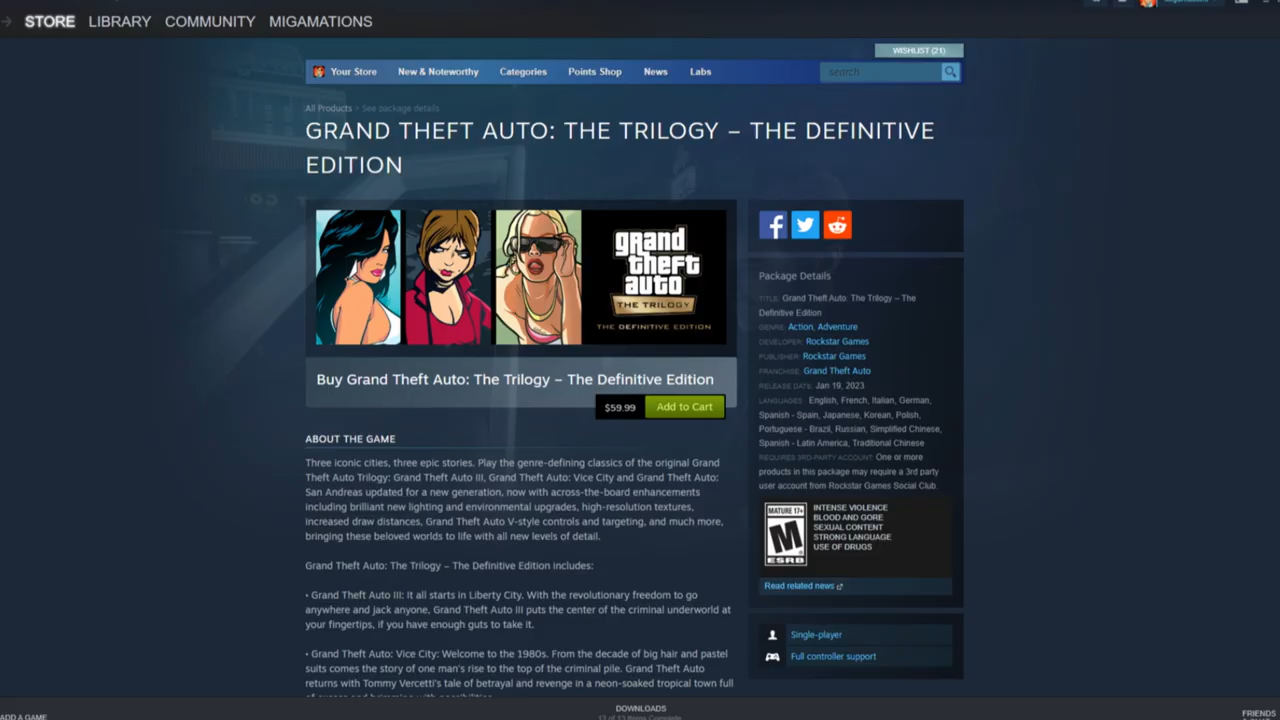 STORE LIBRARY COMMUNITY MIGAMATIONS
WISHLIST (21)
Your Store New & Noteworthy Categories Points Shop News Labs search
All Products > See package details
GRAND THEFT AUTO: THE TRILOGY – THE DEFINITIVE
EDITION
grand
theft
auto
THE TRILOGY
THE DEFINITIVE EDITION
Buy Grand Theft Auto: The Trilogy – The Definitive Edition
$59.99 Add to Cart
ABOUT THE GAME
Three iconic cities, three epic stories. Play the genre-defining classics of the original Grand
Theft Auto Trilogy: Grand Theft Auto III, Grand Theft Auto: Vice City and Grand Theft Auto:
San Andreas updated for a new generation, now with across-the-board enhancements
including brilliant new lighting and environmental upgrades, high-resolution textures,
increased draw distances, Grand Theft Auto V-style controls and targeting, and much more,
bringing these beloved worlds to life with all new levels of detail.
Grand Theft Auto: The Trilogy – The Definitive Edition includes:
• Grand Theft Auto III: It all starts in Liberty City. With the revolutionary freedom to go
anywhere and jack anyone, Grand Theft Auto III puts the center of the criminal underworld at
your fingertips, if you have enough guts to take it.
• Grand Theft Auto: Vice City: Welcome to the 1980s. From the decade of big hair and pastel
suits comes the story of one man's rise to the top of the criminal pile. Grand Theft Auto
returns with Tommy Vercetti's tale of betrayal and revenge in a neon-soaked tropical town full
Package Details
TITLE: Grand Theft Auto: The Trilogy – The
Definitive Edition
GENRE: Action, Adventure
DEVELOPER: Rockstar Games
PUBLISHER: Rockstar Games
FRANCHISE: Grand Theft Auto
RELEASE DATE: Jan 19, 2023
LANGUAGES: English, French, Italian, German,
Spanish - Spain, Japanese, Korean, Polish,
Portuguese - Brazil, Russian, Simplified Chinese,
Spanish - Latin America, Traditional Chinese
REQUIRES 3RD-PARTY ACCOUNT: One or more
products in this package may require a 3rd party
user account from Rockstar Games Social Club.
MATURE 17+
M
ESRB
INTENSE VIOLENCE
BLOOD AND GORE
SEXUAL CONTENT
STRONG LANGUAGE
USE OF DRUGS
Read related news
Single-player
Full controller support
ADD A GAME
DOWNLOADS
FRIENDS